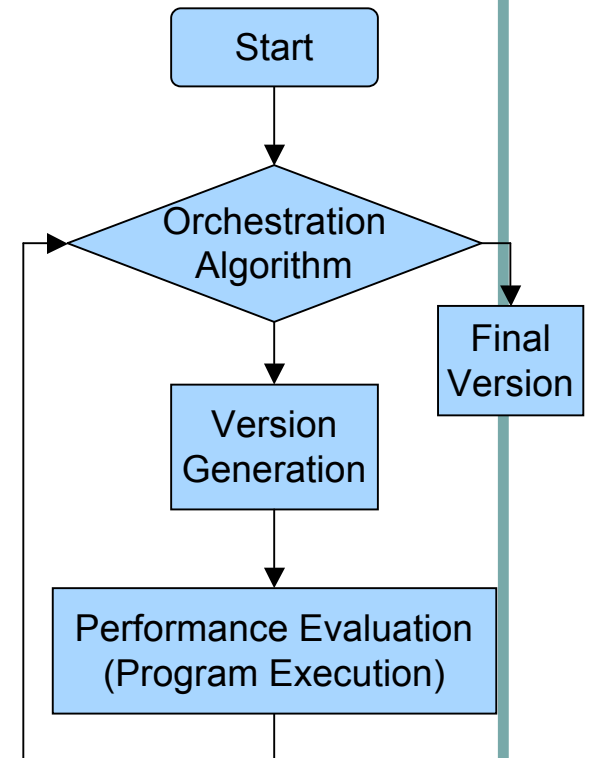 Start
Orchestration
Algorithm
Final
Version
Version
Generation
Performance Evaluation
(Program Execution)